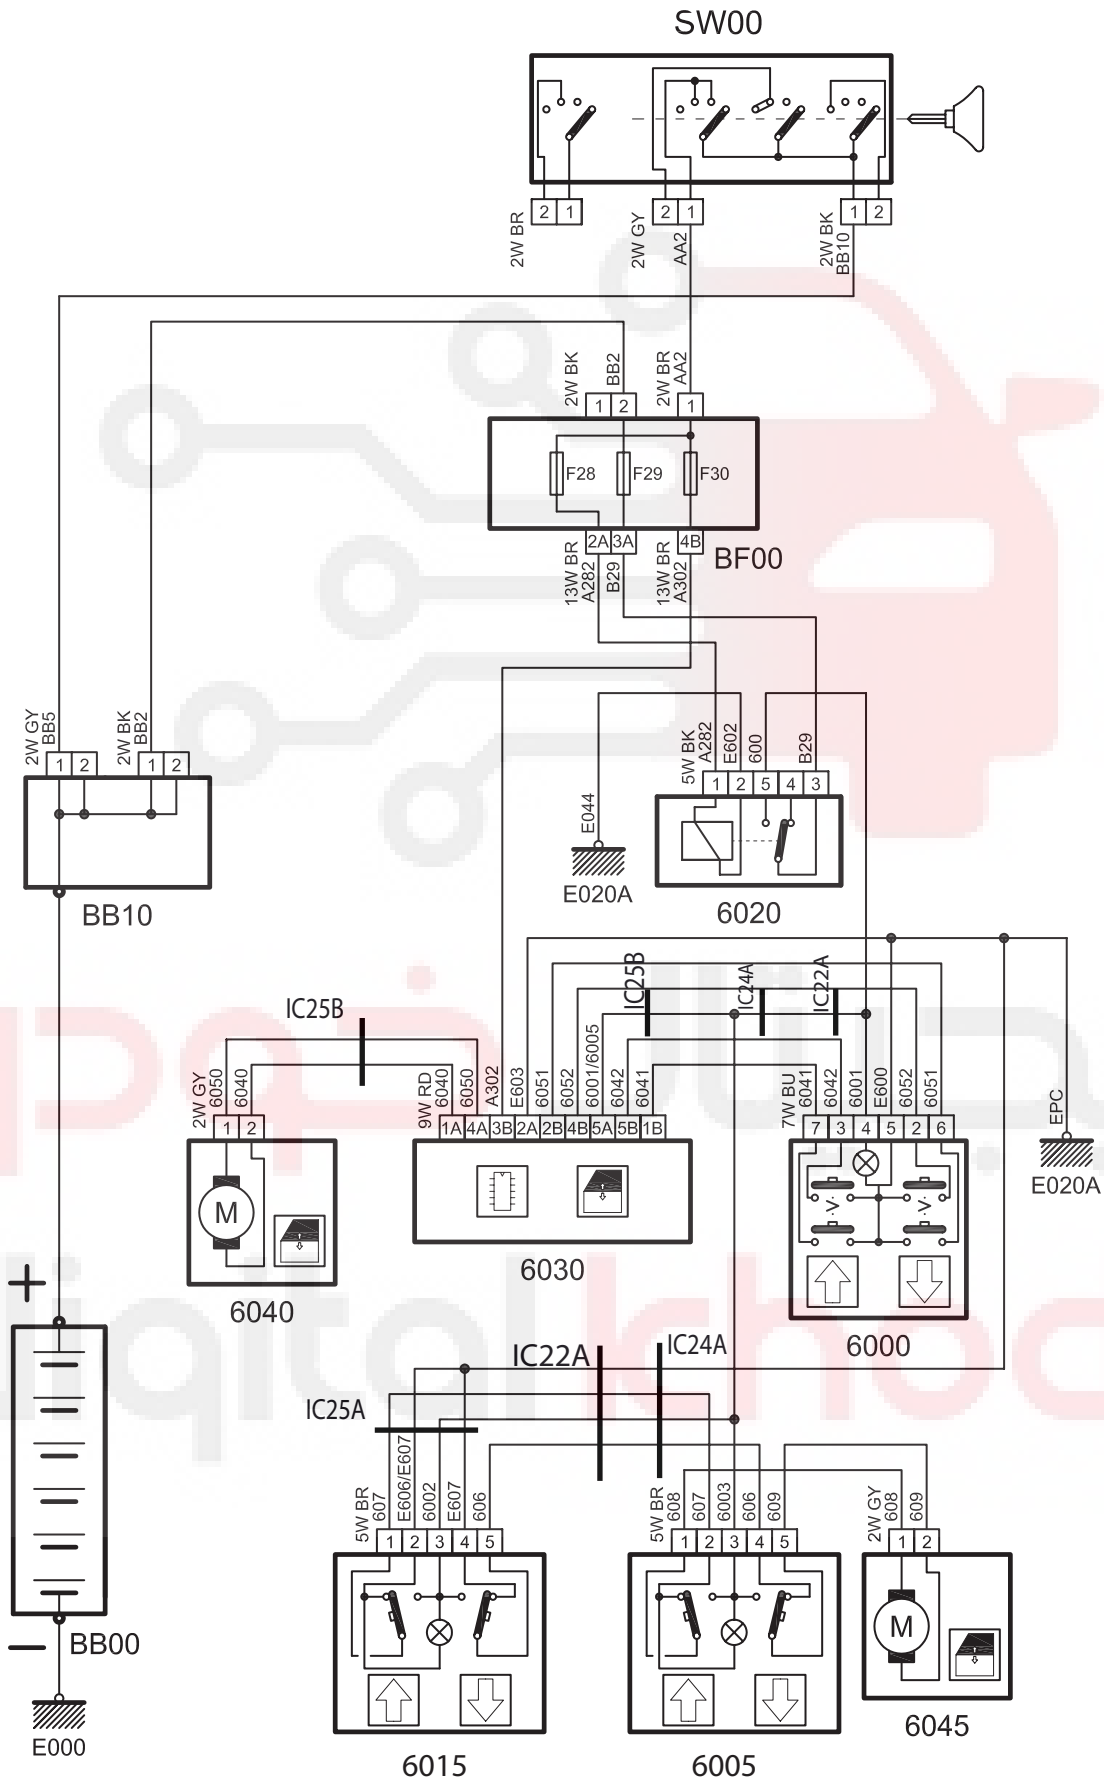 SW00
2 1
2 1
1 2
2W BR
2W GY
AA2
2W BK
BB10
2W BK
BB2
2W BR
AA2
1 2
1
F28
F29
F30
2A 3A
4B
BF00
13W BR
A282
B29
13W BR
A302
2W GY
BB5
2W BK
BB2
1 2
1 2
BB10
5W BK
A282
E602
600
B29
1 2 5 4 3
6020
E044
E020A
IC25B
IC24A
IC22A
IC25B
2W GY
6050
6040
1 2
M
6040
9W RD
6040
6050
A302
E603
6051
6052
6001/6005
6042
6041
1A 4A 3B 2A 2B 4B 5A 5B 1B
6030
7W BU
6041
6042
6001
E600
6052
6051
7 3 4 5 2 6
V
V
6000
EPC
E020A
+
BB00
–
E000
IC22A
IC24A
IC25A
5W BR
607
E606/E607
6002
E607
606
1 2 3 4 5
6015
5W BR
608
607
6003
606
609
1 2 3 4 5
6005
2W GY
608
609
1 2
M
6045
digital khod